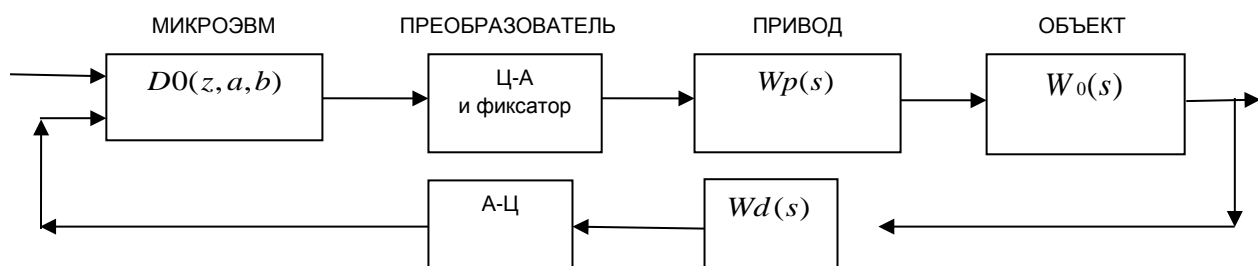 МИКРОЭВМ ПРЕОБРАЗОВАТЕЛЬ ПРИВОД ОБЪЕКТ
D0(z,a,b)
Ц-А
и фиксатор
Wp(s)
W0(s)
А-Ц
Wd(s)